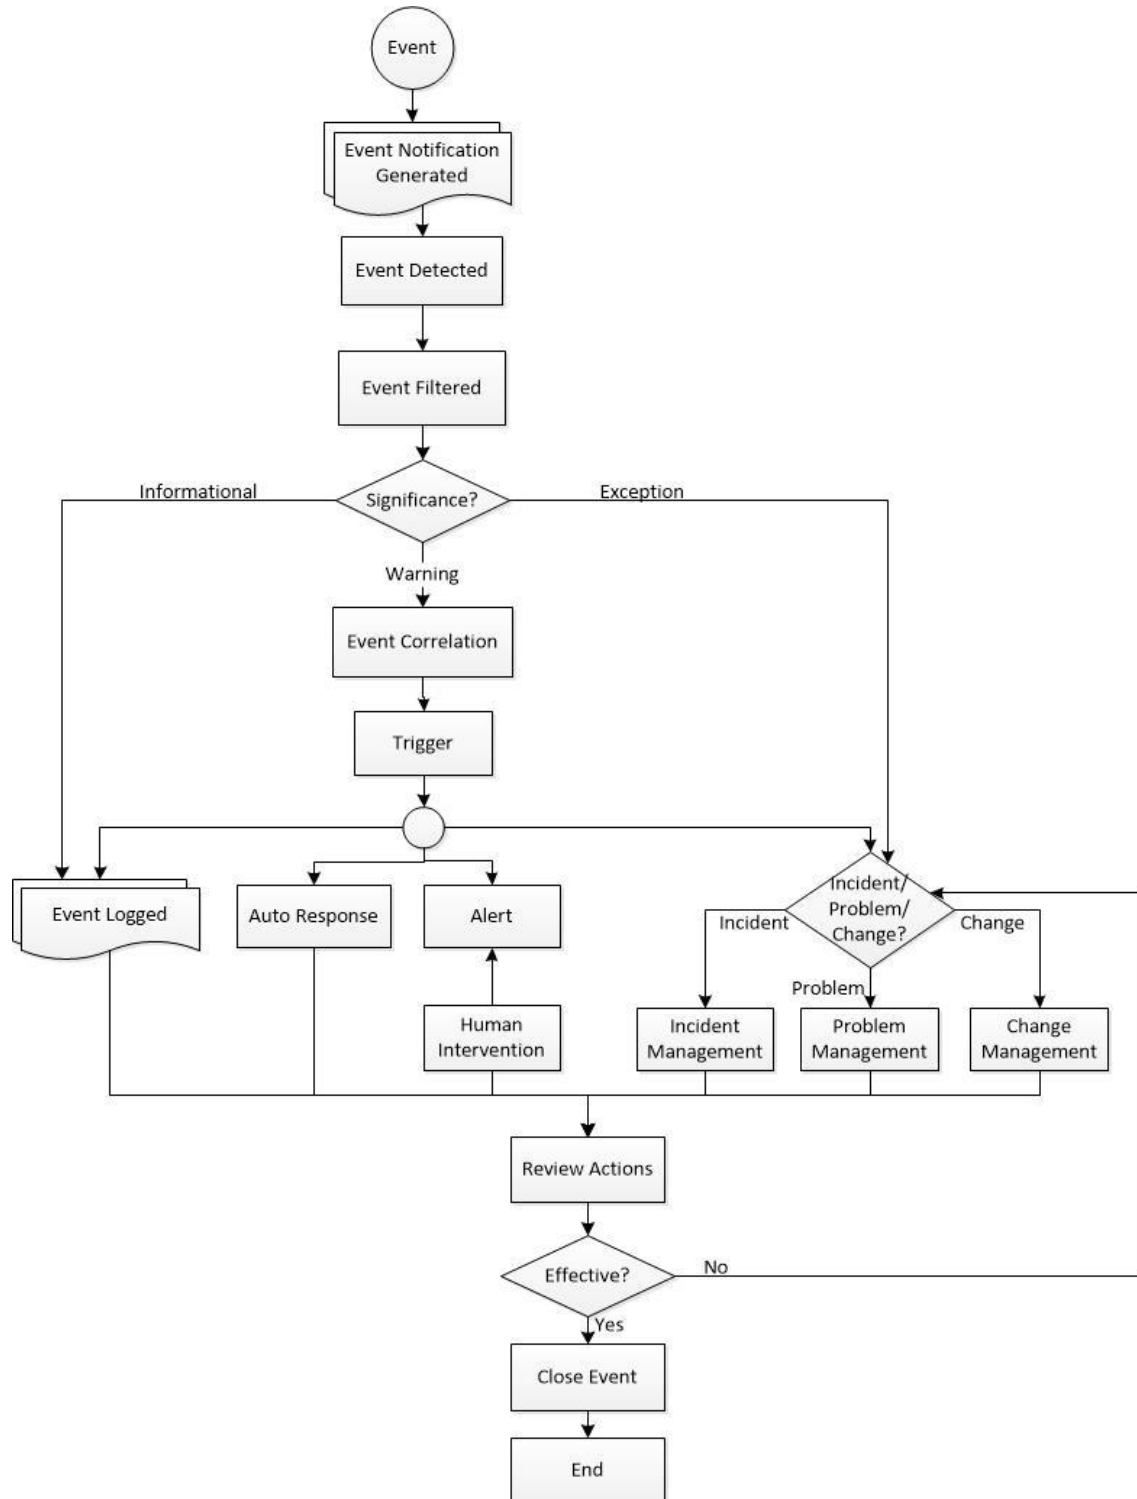 Event
Event Notification
Generated
Event Detected
Event Filtered
Informational
Significance?
Exception
Warning
Event Correlation
Trigger
Event Logged
Auto Response
Alert
Incident/
Problem/
Change?
Incident
Change
Problem
Human
Intervention
Incident
Management
Problem
Management
Change
Management
Review Actions
Effective?
No
Yes
Close Event
End